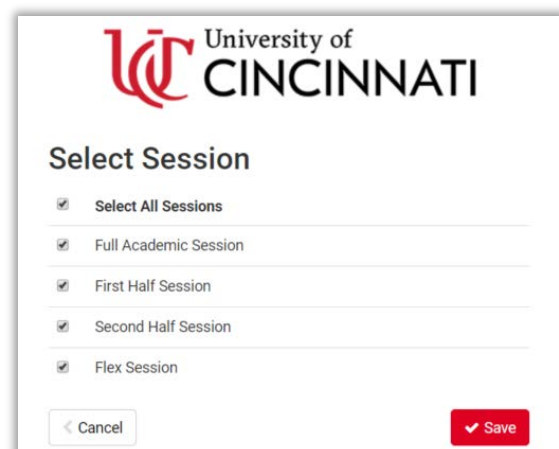 UC University of
CINCINNATI
Select Session
Select All Sessions
Full Academic Session
First Half Session
Second Half Session
Flex Session
Cancel
Save